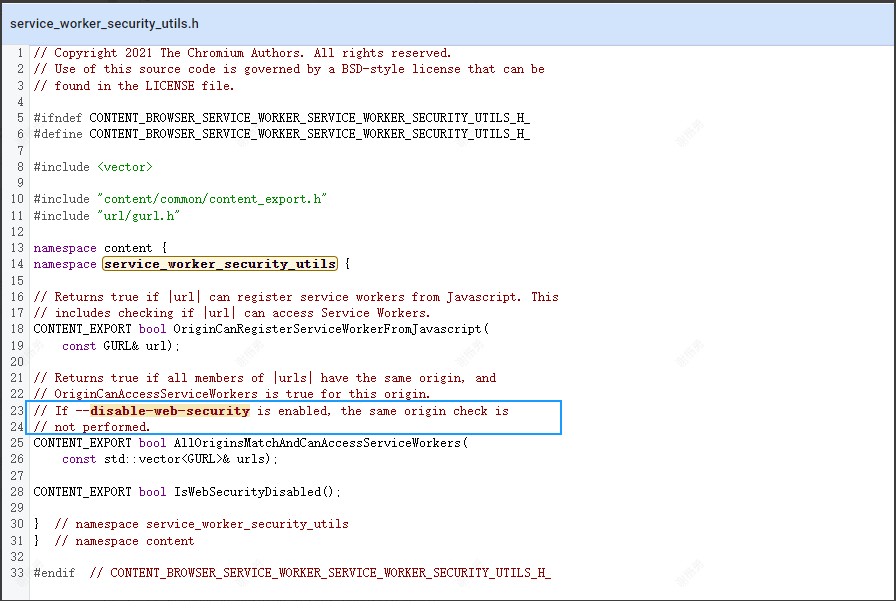 service_worker_security_utils.h
1 // Copyright 2021 The Chromium Authors. All rights reserved.
2 // Use of this source code is governed by a BSD-style license that can be
3 // found in the LICENSE file.
4
5 #ifndef CONTENT_BROWSER_SERVICE_WORKER_SERVICE_WORKER_SECURITY_UTILS_H_
6 #define CONTENT_BROWSER_SERVICE_WORKER_SERVICE_WORKER_SECURITY_UTILS_H_
7
8 #include <vector>
9
10 #include "content/common/content_export.h"
11 #include "url/gurl.h"
12
13 namespace content {
14 namespace service_worker_security_utils {
15
16 // Returns true if |url| can register service workers from Javascript. This
17 // includes checking if |url| can access Service Workers.
18 CONTENT_EXPORT bool OriginCanRegisterServiceWorkerFromJavascript(
19     const GURL& url);
20
21 // Returns true if all members of |urls| have the same origin, and
22 // OriginCanAccessServiceWorkers is true for this origin.
23 // If --disable-web-security is enabled, the same origin check is
24 // not performed.
25 CONTENT_EXPORT bool AllOriginsMatchAndCanAccessServiceWorkers(
26     const std::vector<GURL>& urls);
27
28 CONTENT_EXPORT bool IsWebSecurityDisabled();
29
30 }  // namespace service_worker_security_utils
31 }  // namespace content
32
33 #endif  // CONTENT_BROWSER_SERVICE_WORKER_SERVICE_WORKER_SECURITY_UTILS_H_